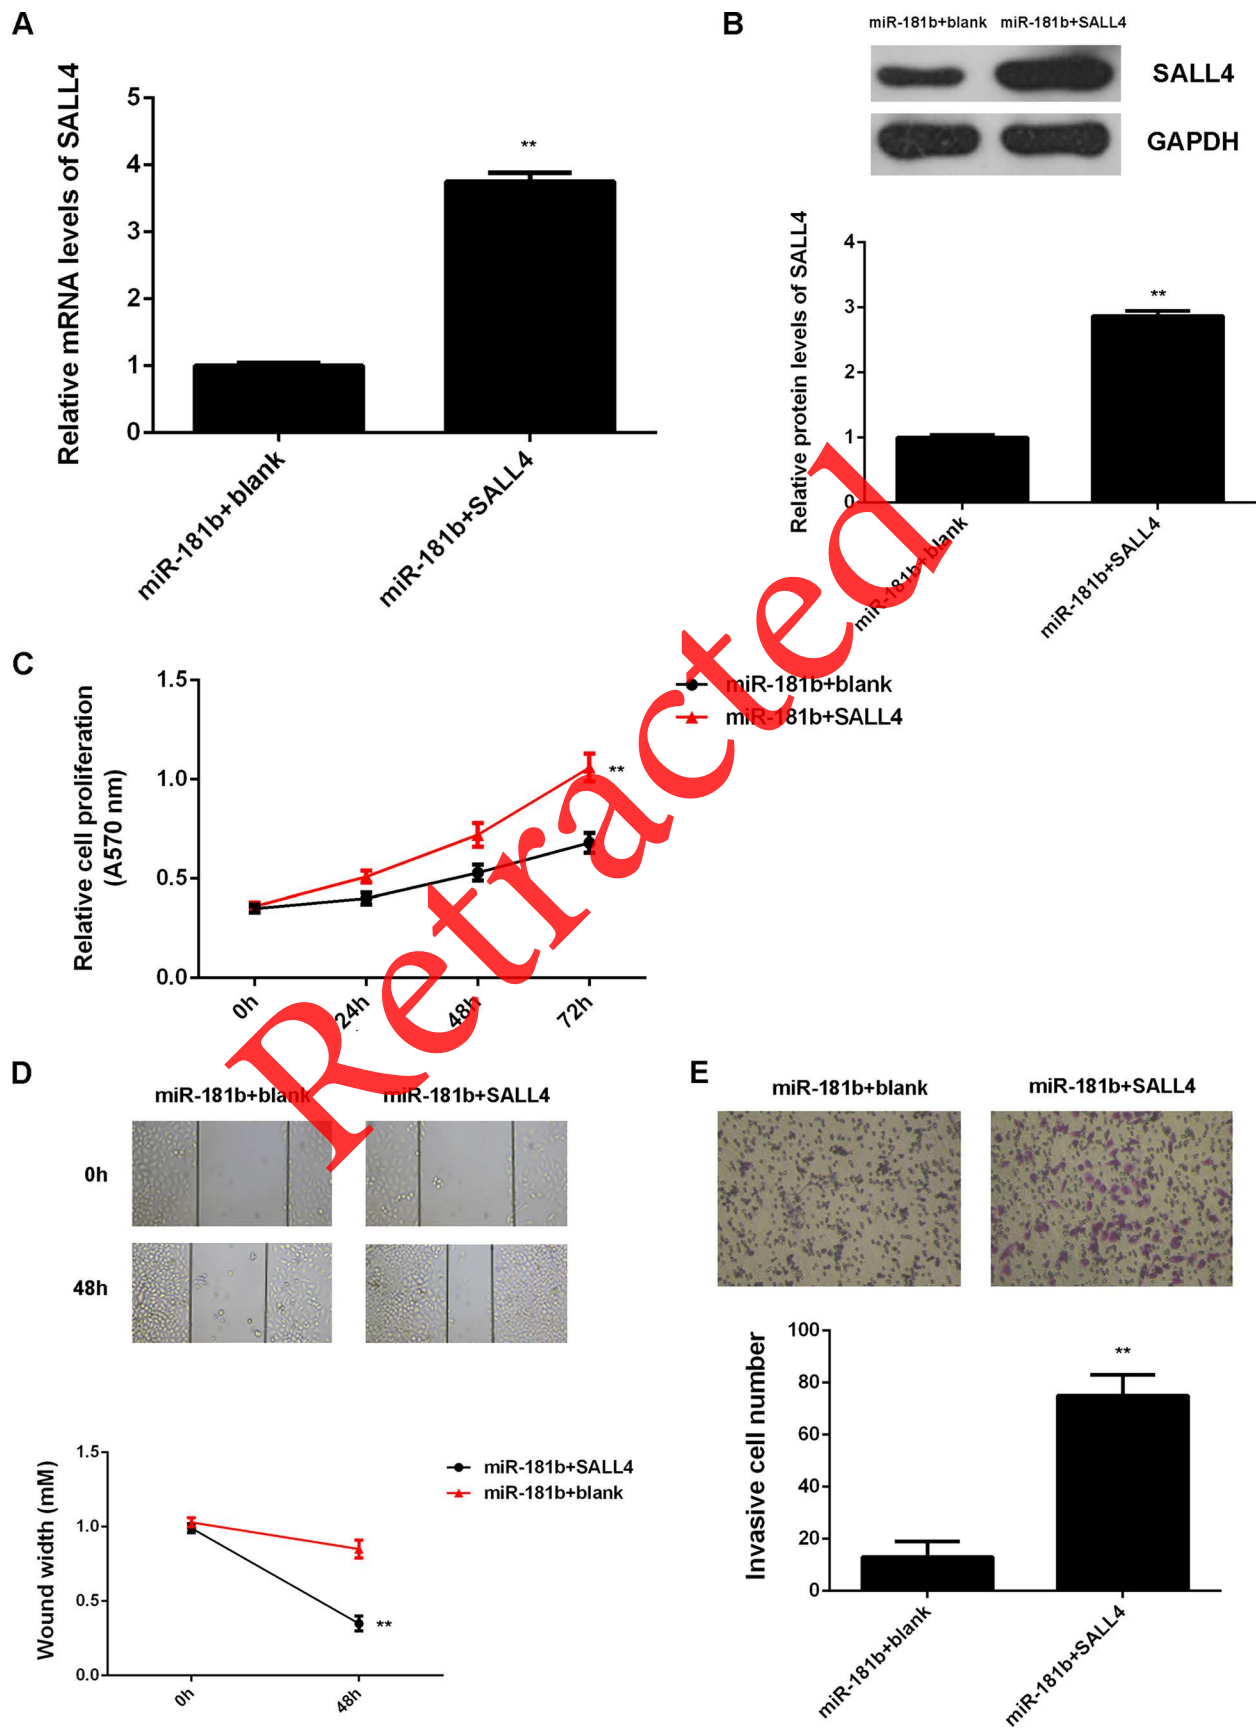 A
Relative mRNA levels of SALL4
5
4
3
2
1
0
**
miR-181b+blank
miR-181b+SALL4
B
miR-181b+blank miR-181b+SALL4
SALL4
GAPDH
Relative protein levels of SALL4
4
3
2
1
0
**
miR-181b+blank
miR-181b+SALL4
C
Relative cell proliferation
(A570 nm)
1.5
1.0
0.5
0.0
**
0h
24h
48h
72h
miR-181b+blank
miR-181b+SALL4
Retracted
D
miR-181b+blank miR-181b+SALL4
0h
48h
Wound width (mM)
1.5
1.0
0.5
0.0
**
0h
48h
miR-181b+SALL4
miR-181b+blank
E
miR-181b+blank miR-181b+SALL4
Invasive cell number
100
80
60
40
20
0
**
miR-181b+blank
miR-181b+SALL4